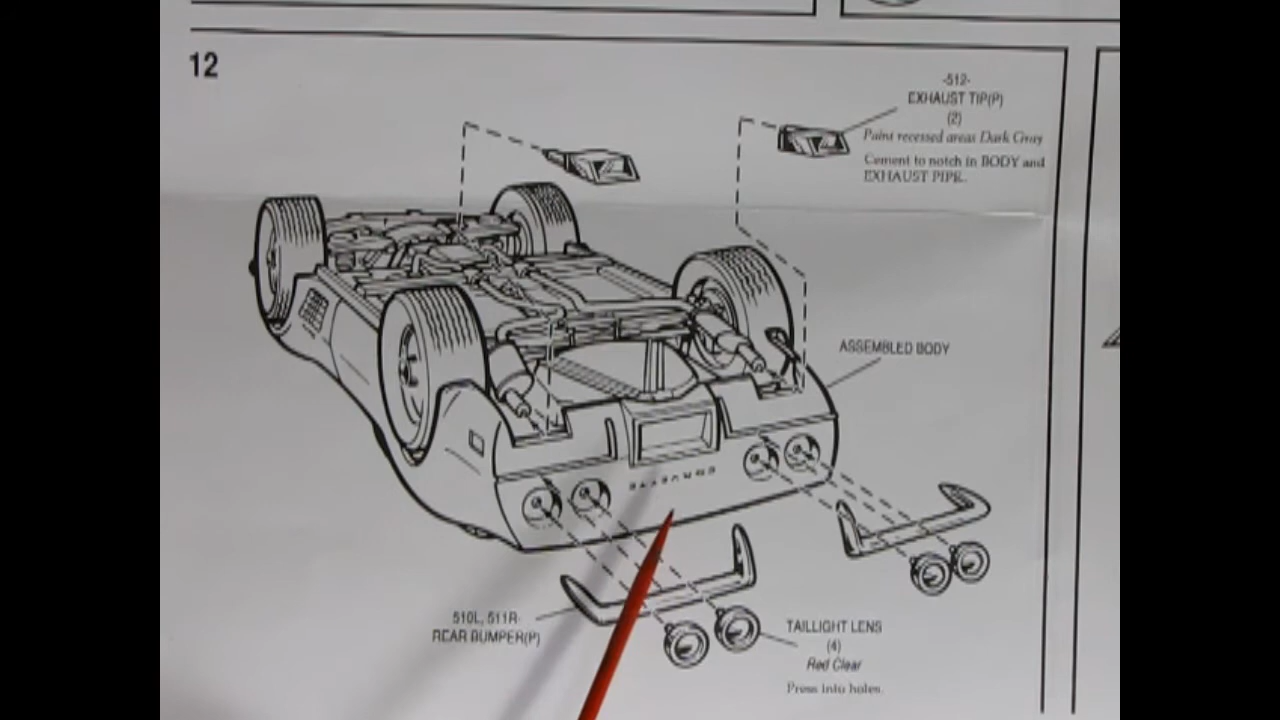 12
-512-
EXHAUST TIP(P)
(2)
Paint recessed areas Dark Gray
Cement to notch in BODY and
EXHAUST PIPE.
ASSEMBLED BODY
CORVETTE
510L, 511R-
REAR BUMPER(P)
TAILLIGHT LENS
(4)
Red Clear
Press into holes.